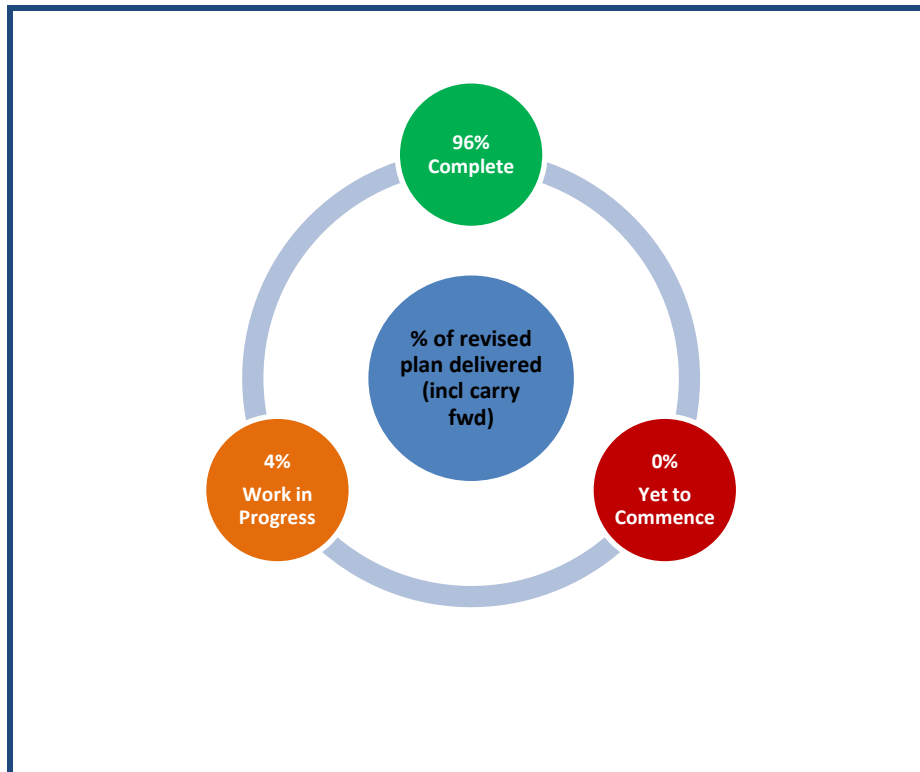 96%
Complete
% of revised
plan delivered
(incl carry
fwd)
4%
Work in
Progress
0%
Yet to
Commence